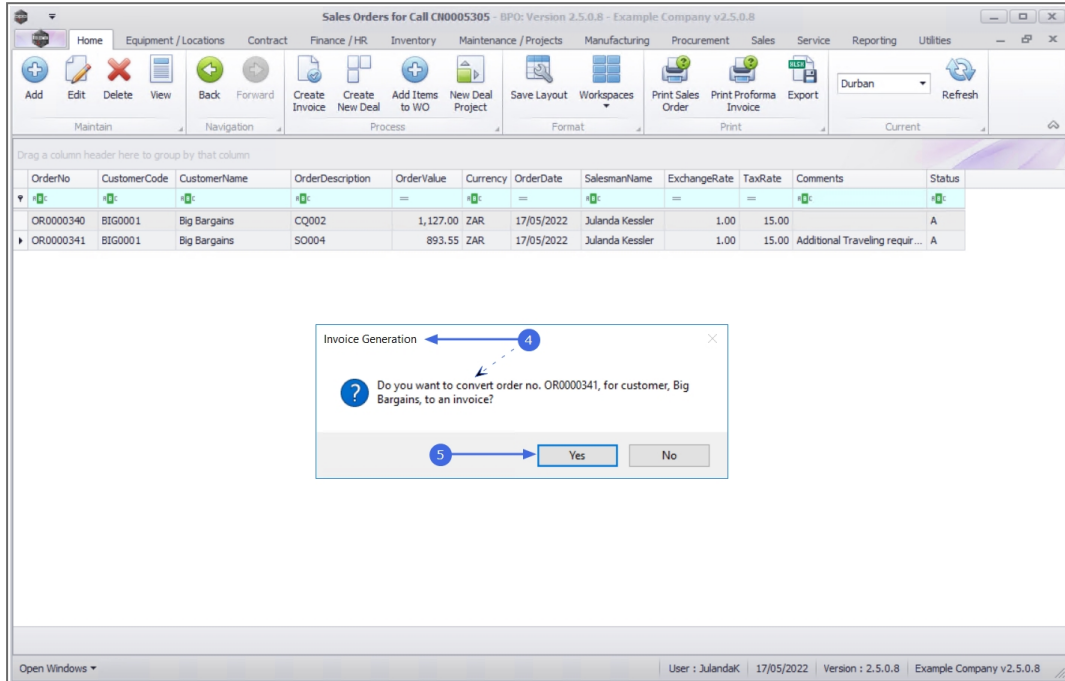 Sales Orders for Call CN0005305 - BPO: Version 2.5.0.8 - Example Company v2.5.0.8
Home Equipment / Locations Contract Finance / HR Inventory Maintenance / Projects Manufacturing Procurement Sales Service Reporting Utilities
Add Edit Delete View Back Forward Create Invoice Create New Deal Add Items to WO New Deal Project Save Layout Workspaces Print Sales Order Print Proforma Invoice Export Durban Refresh
Maintain Navigation Process Format Print Current
Drag a column header here to group by that column
OrderNo CustomerCode CustomerName OrderDescription OrderValue Currency OrderDate SalesmanName ExchangeRate TaxRate Comments Status
OR0000340 BIG0001 Big Bargains CQ002 1,127.00 ZAR 17/05/2022 Julanda Kessler 1.00 15.00 A
OR0000341 BIG0001 Big Bargains SO004 893.55 ZAR 17/05/2022 Julanda Kessler 1.00 15.00 Additional Traveling requir... A
Invoice Generation 4
Do you want to convert order no. OR0000341, for customer, Big
Bargains, to an invoice?
5 Yes No
Open Windows User : JulandaK 17/05/2022 Version : 2.5.0.8 Example Company v2.5.0.8